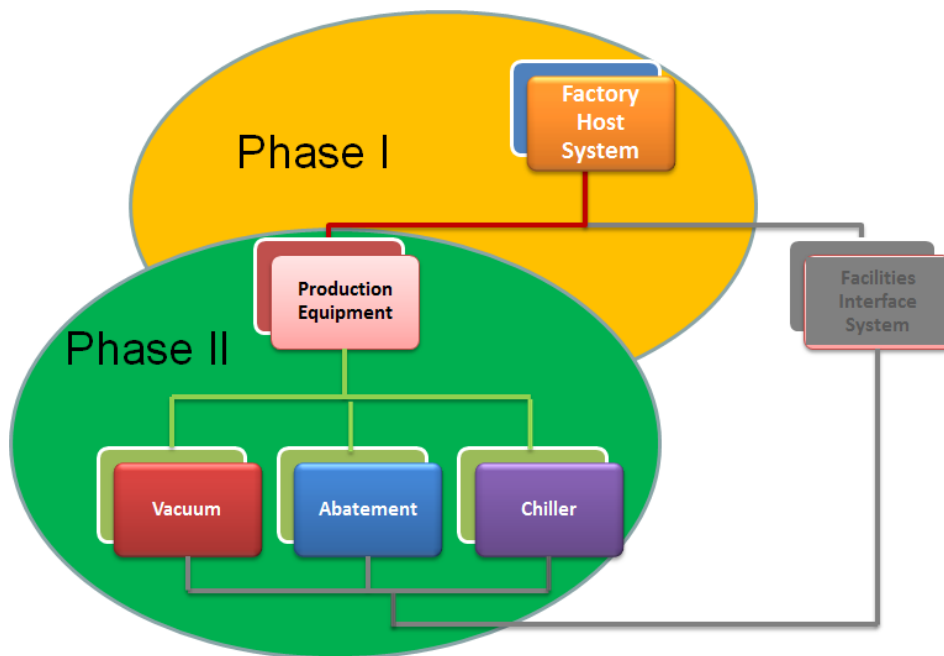 Phase I
Factory
Host
System
Facilities
Interface
System
Production
Equipment
Phase II
Vacuum
Abatement
Chiller